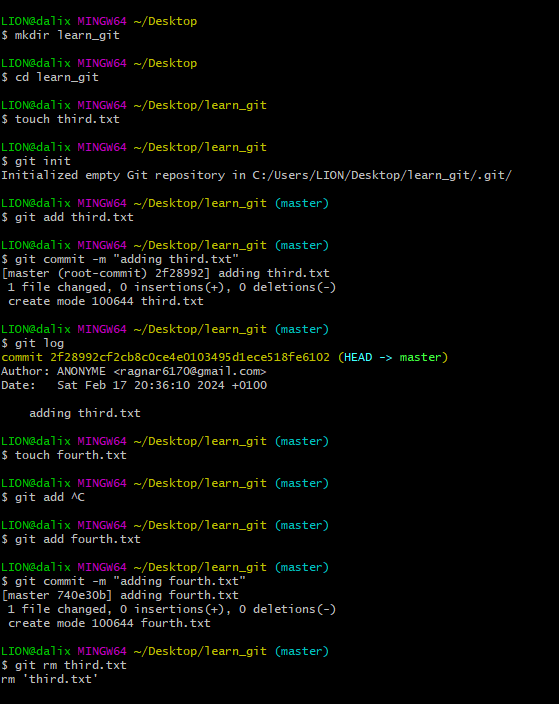 LION@dalix MINGW64 ~/Desktop
$ mkdir learn_git
LION@dalix MINGW64 ~/Desktop
$ cd learn_git
LION@dalix MINGW64 ~/Desktop/learn_git
$ touch third.txt
LION@dalix MINGW64 ~/Desktop/learn_git
$ git init
Initialized empty Git repository in C:/Users/LION/Desktop/learn_git/.git/
LION@dalix MINGW64 ~/Desktop/learn_git (master)
$ git add third.txt
LION@dalix MINGW64 ~/Desktop/learn_git (master)
$ git commit -m "adding third.txt"
[master (root-commit) 2f28992] adding third.txt
 1 file changed, 0 insertions(+), 0 deletions(-)
 create mode 100644 third.txt
LION@dalix MINGW64 ~/Desktop/learn_git (master)
$ git log
commit 2f28992cf2cb8c0ce4e0103495d1ece518fe6102 (HEAD -> master)
Author: ANONYME <ragnar6170@gmail.com>
Date:   Sat Feb 17 20:36:10 2024 +0100
    adding third.txt
LION@dalix MINGW64 ~/Desktop/learn_git (master)
$ touch fourth.txt
LION@dalix MINGW64 ~/Desktop/learn_git (master)
$ git add ^C
LION@dalix MINGW64 ~/Desktop/learn_git (master)
$ git add fourth.txt
LION@dalix MINGW64 ~/Desktop/learn_git (master)
$ git commit -m "adding fourth.txt"
[master 740e30b] adding fourth.txt
 1 file changed, 0 insertions(+), 0 deletions(-)
 create mode 100644 fourth.txt
LION@dalix MINGW64 ~/Desktop/learn_git (master)
$ git rm third.txt
rm 'third.txt'